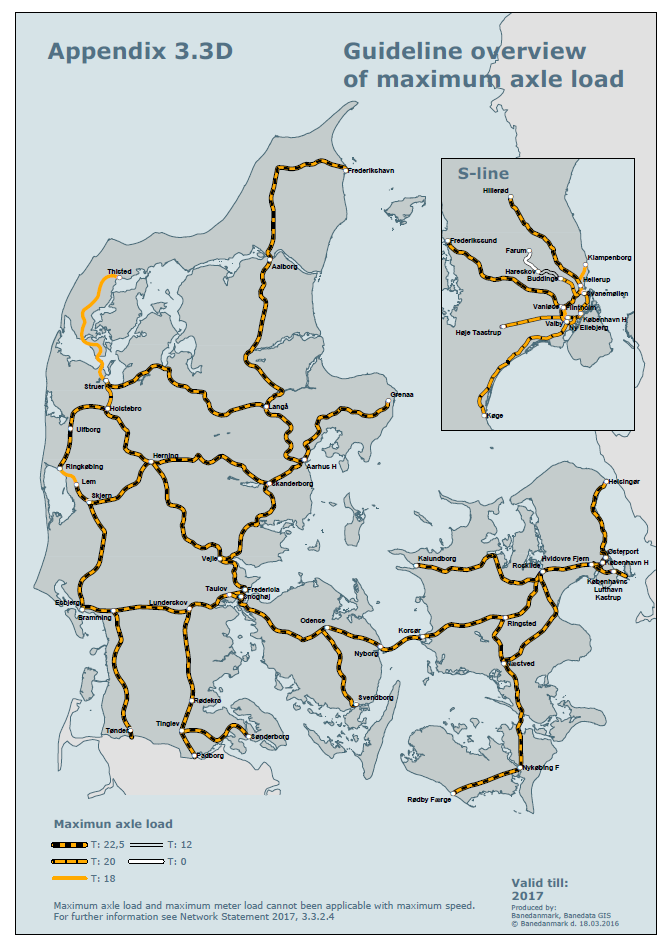 Appendix 3.3D
Guideline overview
of maximum axle load
S-line
Hillerød
Frederikssund
Farum
Klampenborg
Hareskov
Buddinge
Hellerup
Svanemøllen
Vanløse
Flintholm
Valby
København H
Ny Ellebjerg
Høje Taastrup
Køge
Frederikshavn
Aalborg
Thisted
Struer
Holstebro
Langå
Grenaa
Ulfborg
Herning
Aarhus H
Ringkøbing
Lem
Skjern
Skanderborg
Helsingør
Vejle
Kalundborg
Roskilde
Hvidovre Fjern
Østerport
København H
Københavns
Lufthavn
Kastrup
Taulov
Fredericia
Snoghøj
Esbjerg
Bramming
Lunderskov
Odense
Nyborg
Korsør
Ringsted
Næstved
Svendborg
Rødekro
Tinglev
Tønder
Sønderborg
Padborg
Nykøbing F
Rødby Færge
Maximun axle load
T: 22,5
T: 12
T: 20
T: 0
T: 18
Maximum axle load and maximum meter load cannot been applicable with maximum speed.
For further information see Network Statement 2017, 3.3.2.4
Valid till:
2017
Produced by:
Banedanmark, Banedata GIS
© Banedanmark d. 18.03.2016